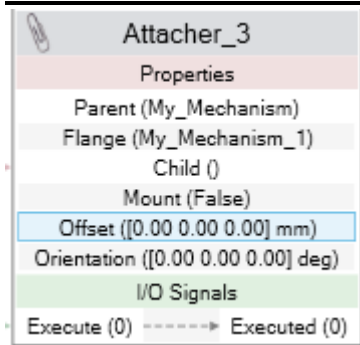 Attacher_3
Properties
Parent (My_Mechanism)
Flange (My_Mechanism_1)
Child ()
Mount (False)
Offset ([0.00 0.00 0.00] mm)
Orientation ([0.00 0.00 0.00] deg)
I/O Signals
Execute (0) Executed (0)